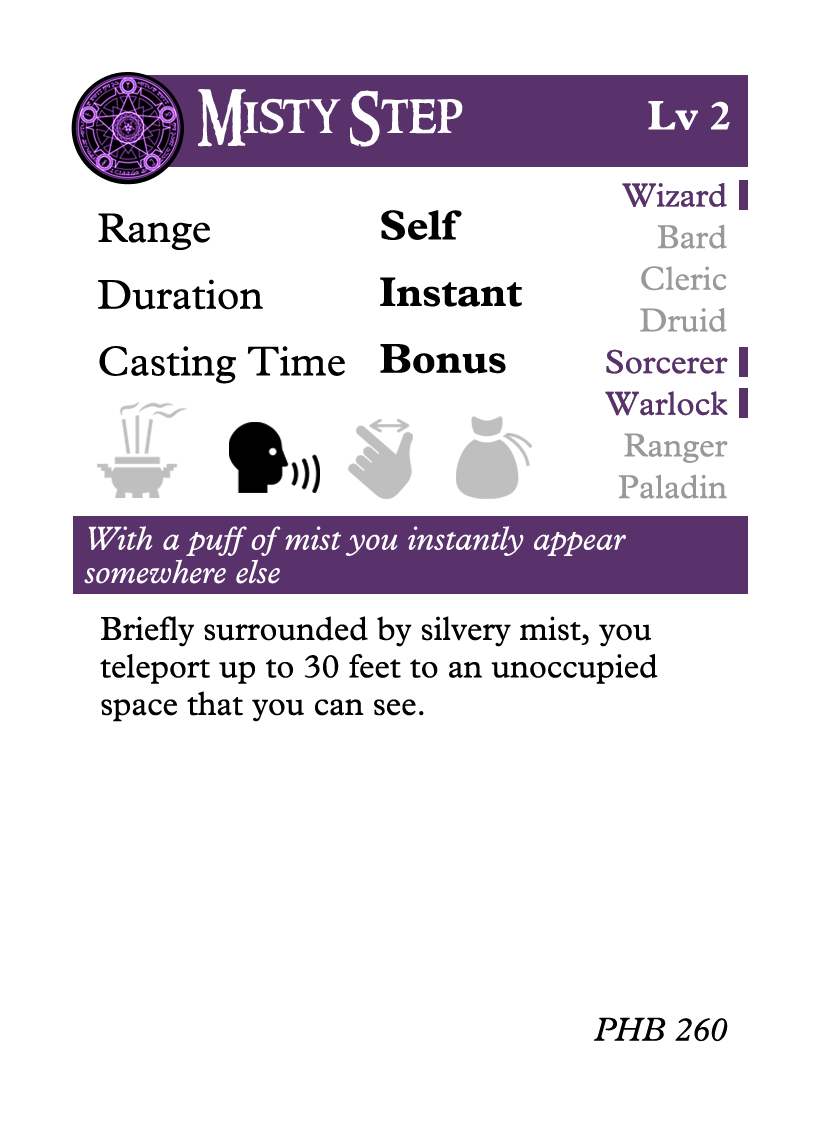 Misty Step
Lv 2
Range Self
Duration Instant
Casting Time Bonus
Wizard
Bard
Cleric
Druid
Sorcerer
Warlock
Ranger
Paladin
With a puff of mist you instantly appear
somewhere else
Briefly surrounded by silvery mist, you
teleport up to 30 feet to an unoccupied
space that you can see.
PHB 260